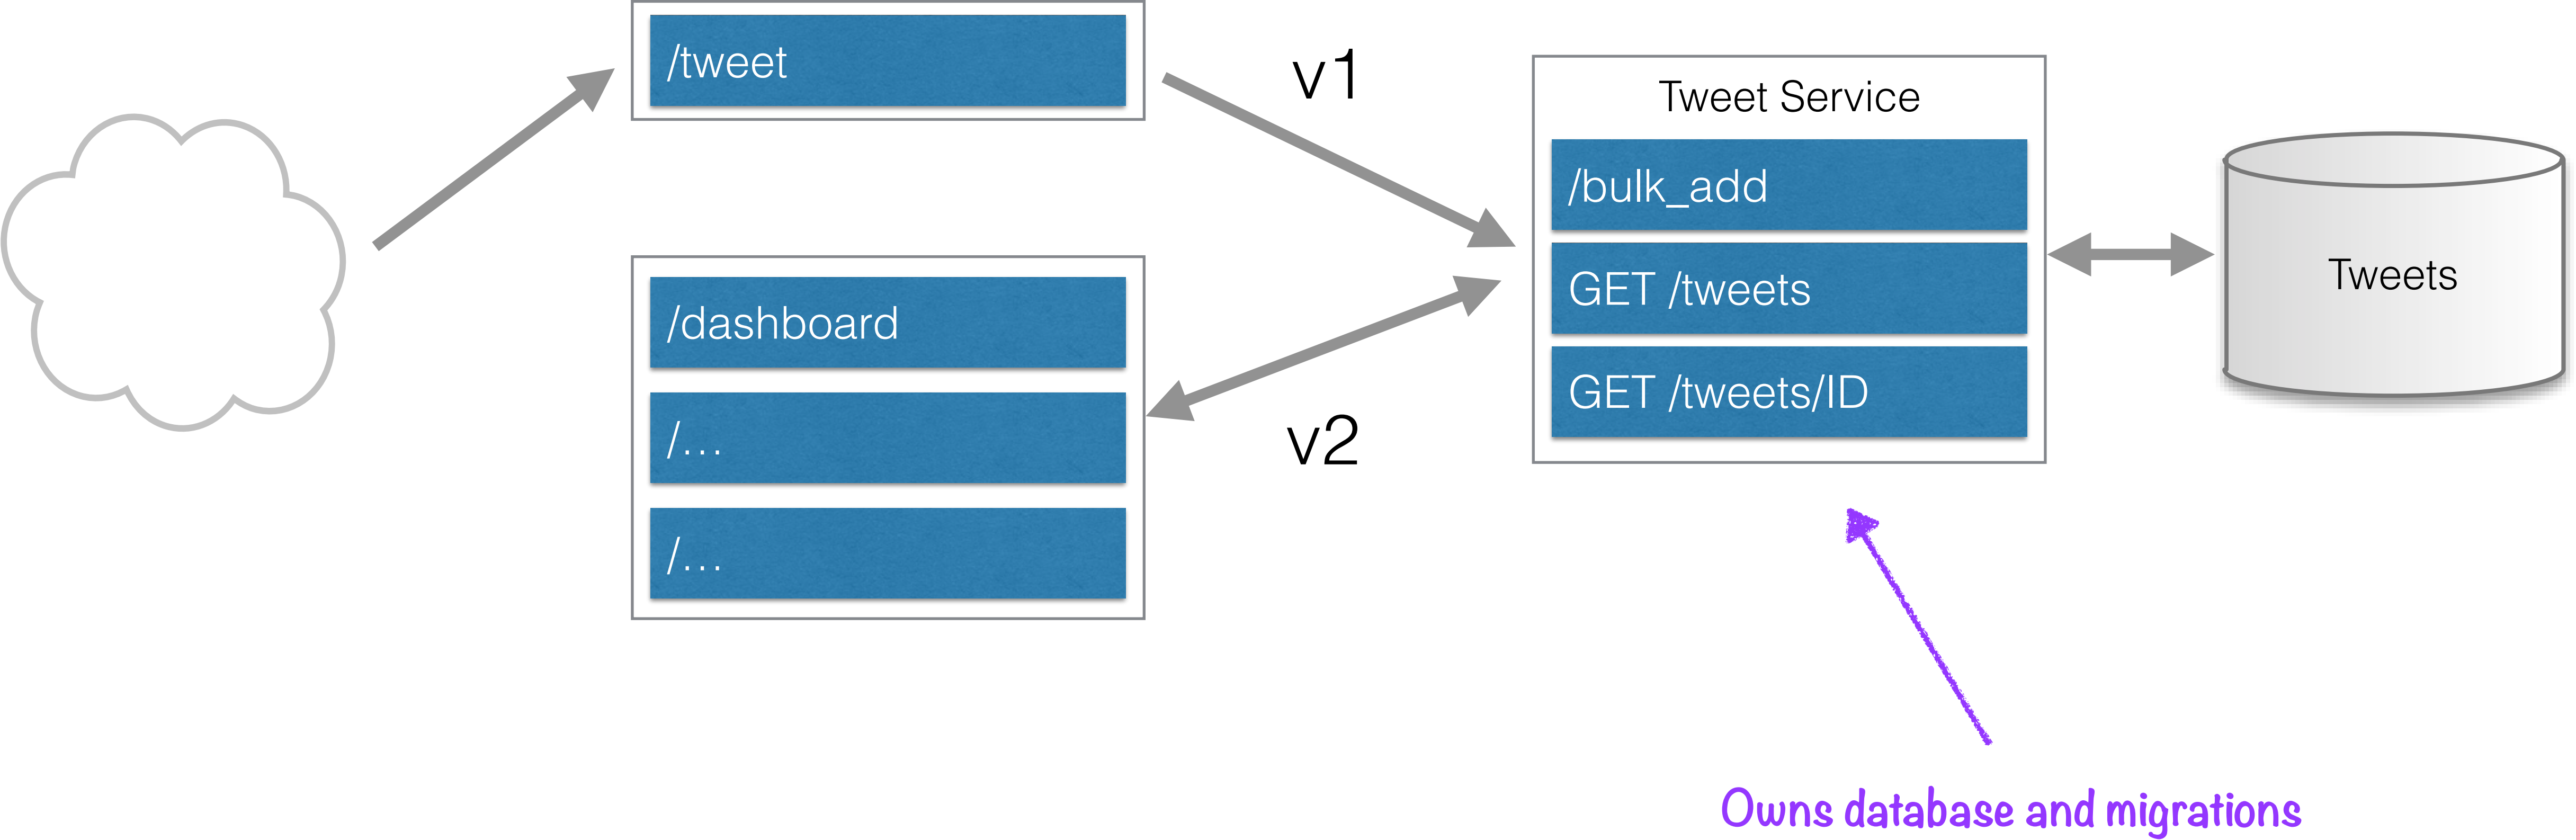 /tweet
v1
/dashboard
/...
/...
v2
Tweet Service
/bulk_add
GET /tweets
GET /tweets/ID
Tweets
Owns database and migrations